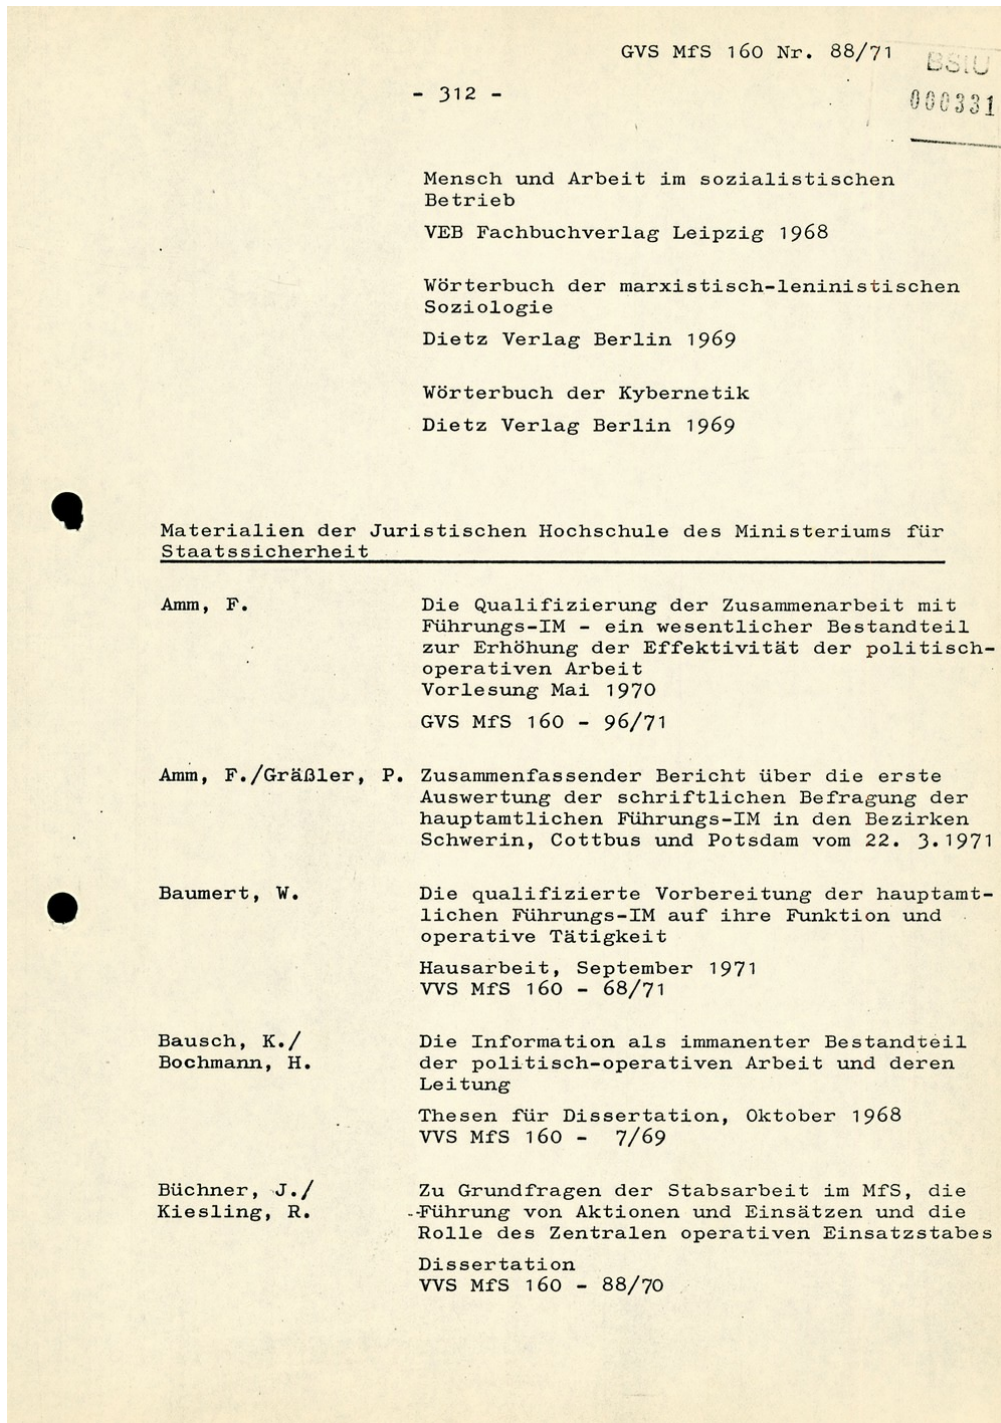 GVS MfS 160 Nr. 88/71
BStU
000331
- 312 -
Mensch und Arbeit im sozialistischen
Betrieb
VEB Fachbuchverlag Leipzig 1968
Wörterbuch der marxistisch-leninistischen
Soziologie
Dietz Verlag Berlin 1969
Wörterbuch der Kybernetik
Dietz Verlag Berlin 1969
Materialien der Juristischen Hochschule des Ministeriums für
Staatssicherheit
Amm, F. Die Qualifizierung der Zusammenarbeit mit
Führungs-IM - ein wesentlicher Bestandteil
zur Erhöhung der Effektivität der politisch-
operativen Arbeit
Vorlesung Mai 1970
GVS MfS 160 - 96/71
Amm, F./Gräßler, P. Zusammenfassender Bericht über die erste
Auswertung der schriftlichen Befragung der
hauptamtlichen Führungs-IM in den Bezirken
Schwerin, Cottbus und Potsdam vom 22. 3.1971
Baumert, W. Die qualifizierte Vorbereitung der hauptamt-
lichen Führungs-IM auf ihre Funktion und
operative Tätigkeit
Hausarbeit, September 1971
VVS MfS 160 - 68/71
Bausch, K./ Die Information als immanenter Bestandteil
Bochmann, H. der politisch-operativen Arbeit und deren
Leitung
Thesen für Dissertation, Oktober 1968
VVS MfS 160 - 7/69
Büchner, J./ Zu Grundfragen der Stabsarbeit im MfS, die
Kiesling, R. Führung von Aktionen und Einsätzen und die
Rolle des Zentralen operativen Einsatzstabes
Dissertation
VVS MfS 160 - 88/70